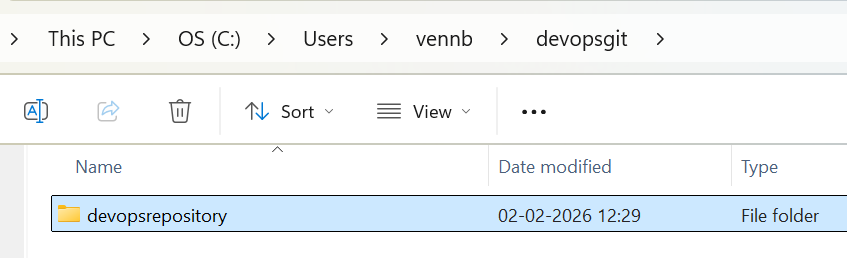 This PC > OS (C:) > Users > vennb > devopsgit >
Sort View
Name Date modified Type
devopsrepository 02-02-2026 12:29 File folder